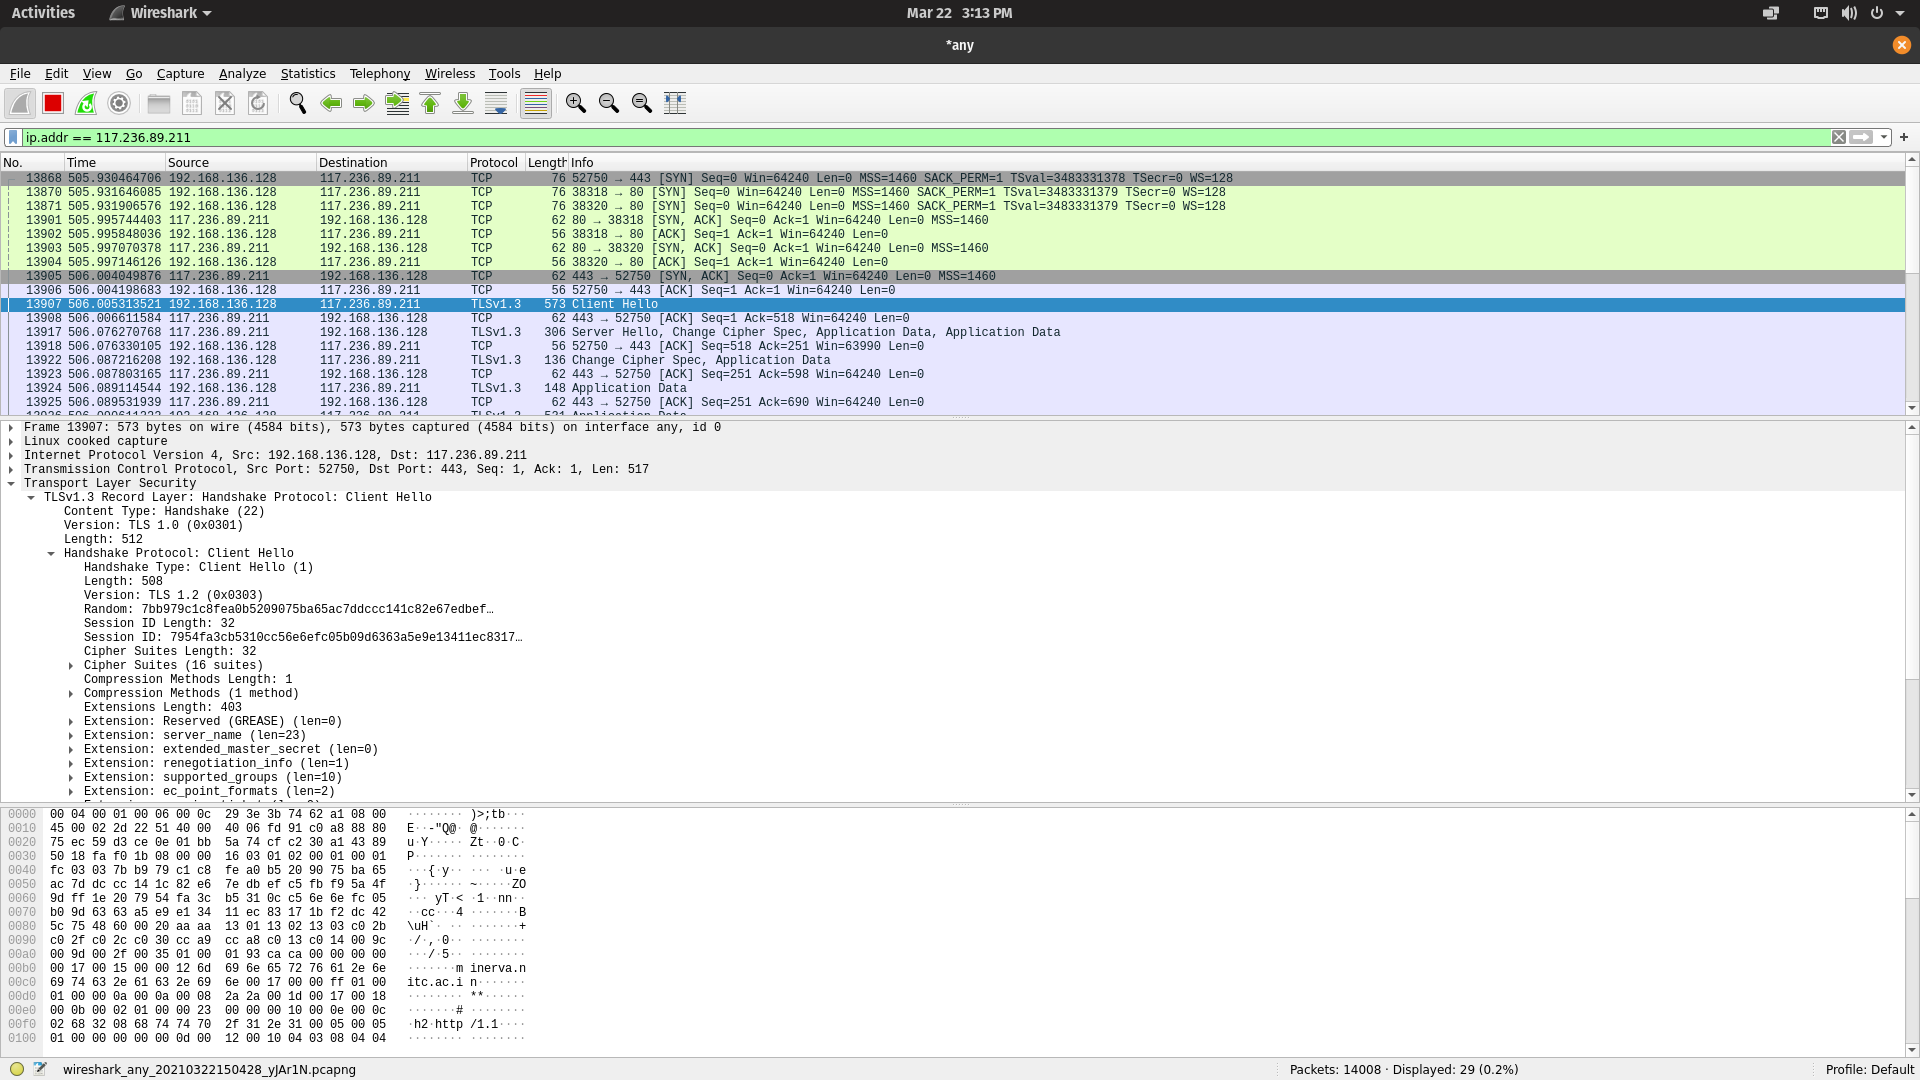 Activities Wireshark Mar 22 3:13 PM
*any
File Edit View Go Capture Analyze Statistics Telephony Wireless Tools Help
ip.addr == 117.236.89.211 +
No. Time Source Destination Protocol Length Info
13868 505.930464706 192.168.136.128 117.236.89.211 TCP 76 52750 → 443 [SYN] Seq=0 Win=64240 Len=0 MSS=1460 SACK_PERM=1 TSval=3483331378 TSecr=0 WS=128
13870 505.931646085 192.168.136.128 117.236.89.211 TCP 76 38318 → 80 [SYN] Seq=0 Win=64240 Len=0 MSS=1460 SACK_PERM=1 TSval=3483331379 TSecr=0 WS=128
13871 505.931906576 192.168.136.128 117.236.89.211 TCP 76 38320 → 80 [SYN] Seq=0 Win=64240 Len=0 MSS=1460 SACK_PERM=1 TSval=3483331379 TSecr=0 WS=128
13901 505.995744403 117.236.89.211 192.168.136.128 TCP 62 80 → 38318 [SYN, ACK] Seq=0 Ack=1 Win=64240 Len=0 MSS=1460
13902 505.995848036 192.168.136.128 117.236.89.211 TCP 56 38318 → 80 [ACK] Seq=1 Ack=1 Win=64240 Len=0
13903 505.997070378 117.236.89.211 192.168.136.128 TCP 62 80 → 38320 [SYN, ACK] Seq=0 Ack=1 Win=64240 Len=0 MSS=1460
13904 505.997146126 192.168.136.128 117.236.89.211 TCP 56 38320 → 80 [ACK] Seq=1 Ack=1 Win=64240 Len=0
13905 506.004049876 117.236.89.211 192.168.136.128 TCP 62 443 → 52750 [SYN, ACK] Seq=0 Ack=1 Win=64240 Len=0 MSS=1460
13906 506.004198683 192.168.136.128 117.236.89.211 TCP 56 52750 → 443 [ACK] Seq=1 Ack=1 Win=64240 Len=0
13907 506.005313521 192.168.136.128 117.236.89.211 TLSv1.3 573 Client Hello
13908 506.006611584 117.236.89.211 192.168.136.128 TCP 62 443 → 52750 [ACK] Seq=1 Ack=518 Win=64240 Len=0
13917 506.076270768 117.236.89.211 192.168.136.128 TLSv1.3 306 Server Hello, Change Cipher Spec, Application Data, Application Data
13918 506.076330105 192.168.136.128 117.236.89.211 TCP 56 52750 → 443 [ACK] Seq=518 Ack=251 Win=63990 Len=0
13922 506.087216208 192.168.136.128 117.236.89.211 TLSv1.3 136 Change Cipher Spec, Application Data
13923 506.087803165 117.236.89.211 192.168.136.128 TCP 62 443 → 52750 [ACK] Seq=251 Ack=598 Win=64240 Len=0
13924 506.089114544 192.168.136.128 117.236.89.211 TLSv1.3 148 Application Data
13925 506.089531939 117.236.89.211 192.168.136.128 TCP 62 443 → 52750 [ACK] Seq=251 Ack=690 Win=64240 Len=0
Frame 13907: 573 bytes on wire (4584 bits), 573 bytes captured (4584 bits) on interface any, id 0
Linux cooked capture
Internet Protocol Version 4, Src: 192.168.136.128, Dst: 117.236.89.211
Transmission Control Protocol, Src Port: 52750, Dst Port: 443, Seq: 1, Ack: 1, Len: 517
Transport Layer Security
TLSv1.3 Record Layer: Handshake Protocol: Client Hello
Content Type: Handshake (22)
Version: TLS 1.0 (0x0301)
Length: 512
Handshake Protocol: Client Hello
Handshake Type: Client Hello (1)
Length: 508
Version: TLS 1.2 (0x0303)
Random: 7bb979c1c8fea0b5209075ba65ac7ddccc141c82e67edbef…
Session ID Length: 32
Session ID: 7954fa3cb5310cc56e6efc05b09d6363a5e9e13411ec8317…
Cipher Suites Length: 32
Cipher Suites (16 suites)
Compression Methods Length: 1
Compression Methods (1 method)
Extensions Length: 403
Extension: Reserved (GREASE) (len=0)
Extension: server_name (len=23)
Extension: extended_master_secret (len=0)
Extension: renegotiation_info (len=1)
Extension: supported_groups (len=10)
Extension: ec_point_formats (len=2)
0000 00 04 00 01 00 06 00 0c 29 3e 3b 74 62 a1 08 00 ········ )>;tb···
0010 45 00 02 2d 22 51 40 00 40 06 fd 91 c0 a8 88 80 E··-"Q@· @·······
0020 75 ec 59 d3 ce 0e 01 bb 5a 74 cf c2 30 a1 43 89 u·Y····· Zt··0·C·
0030 50 18 fa f0 1b 08 00 00 16 03 01 02 00 01 00 01 P······· ········
0040 fc 03 03 7b b9 79 c1 c8 fe a0 b5 20 90 75 ba 65 ···{·y·· ··· ·u·e
0050 ac 7d dc cc 14 1c 82 e6 7e db ef c5 fb f9 5a 4f ·}······ ~·····ZO
0060 9d ff 1e 20 79 54 fa 3c b5 31 0c c5 6e 6e fc 05 ··· yT·< ·1··nn··
0070 b0 9d 63 63 a5 e9 e1 34 11 ec 83 17 1b f2 dc 42 ··cc···4 ·······B
0080 5c 75 48 60 00 20 aa aa 13 01 13 02 13 03 c0 2b \uH`· ·· ·······+
0090 c0 2f c0 2c c0 30 cc a9 cc a8 c0 13 c0 14 00 9c ·/·,·0·· ········
00a0 00 9d 00 2f 00 35 01 00 01 93 ca ca 00 00 00 00 ···/·5·· ········
00b0 00 17 00 15 00 00 12 6d 69 6e 65 72 76 61 2e 6e ·······m inerva.n
00c0 69 74 63 2e 61 63 2e 69 6e 00 17 00 00 ff 01 00 itc.ac.i n·······
00d0 01 00 00 0a 00 0a 00 08 2a 2a 00 1d 00 17 00 18 ········ **······
00e0 00 0b 00 02 01 00 00 23 00 00 00 10 00 0e 00 0c ·······# ········
00f0 02 68 32 08 68 74 74 70 2f 31 2e 31 00 05 00 05 ·h2·http /1.1····
0100 01 00 00 00 00 0d 00 12 00 10 04 03 08 04 04 ········ ········
wireshark_any_20210322150428_yJAr1N.pcapng Packets: 14008 · Displayed: 29 (0.2%) Profile: Default